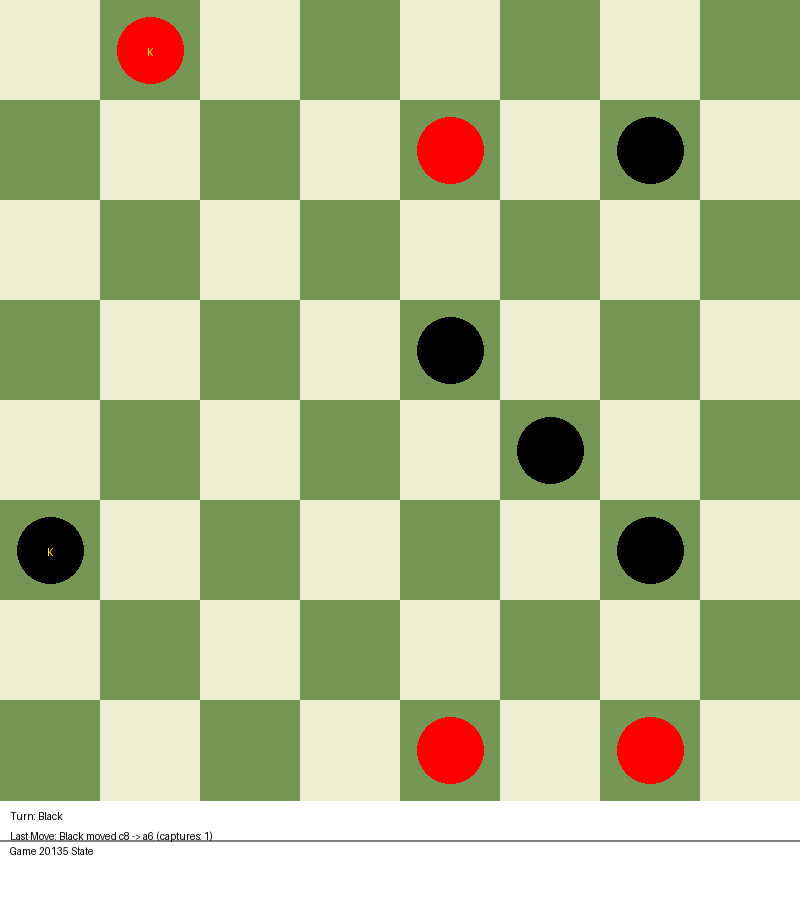 K
K
Turn: Black
Last Move: Black moved c8 -> a6 (captures: 1)
Game 20135 State